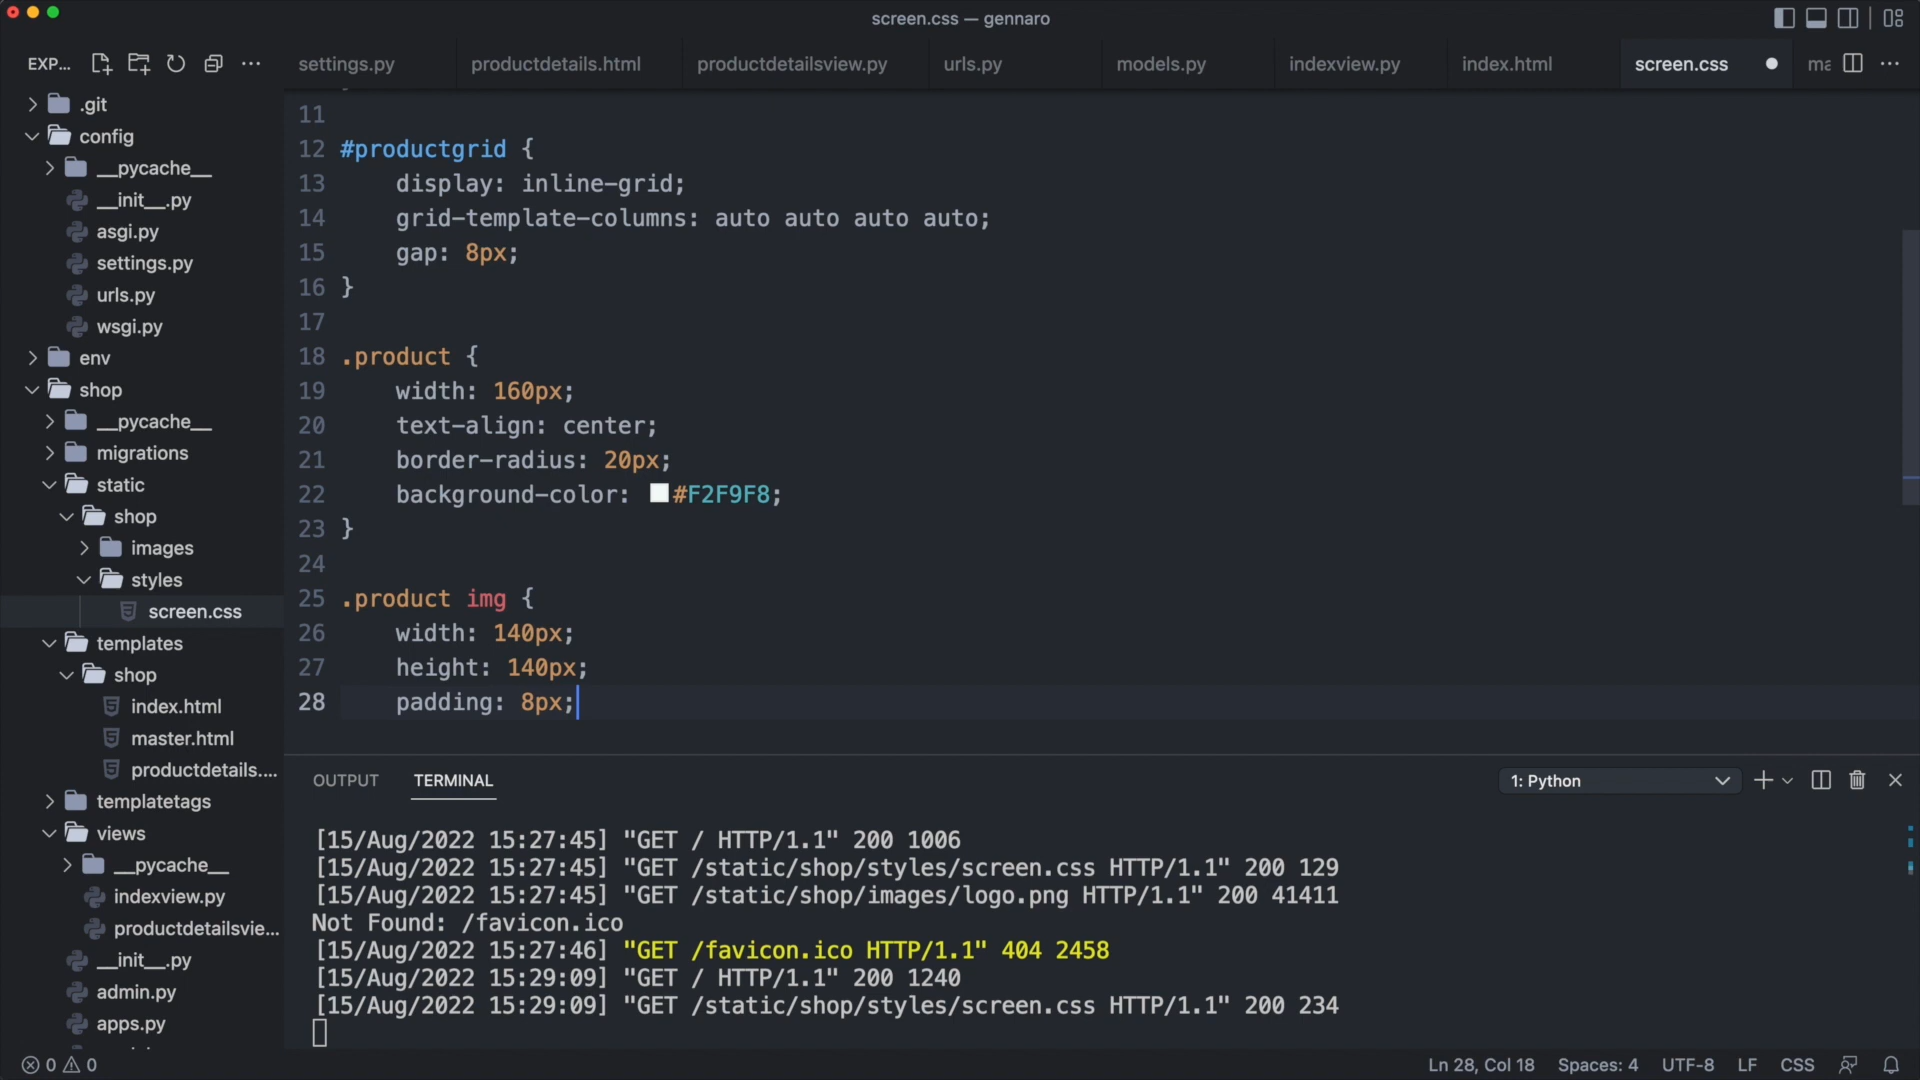 screen.css — gennaro
EXP...
settings.py
productdetails.html
productdetailsview.py
urls.py
models.py
indexview.py
index.html
screen.css
ma
.git
config
__pycache__
__init__.py
asgi.py
settings.py
urls.py
wsgi.py
env
shop
__pycache__
migrations
static
shop
images
styles
screen.css
templates
shop
index.html
master.html
productdetails....
templatetags
views
__pycache__
indexview.py
productdetailsvie...
__init__.py
admin.py
apps.py
11
12 #productgrid {
13 display: inline-grid;
14 grid-template-columns: auto auto auto auto;
15 gap: 8px;
16 }
17
18 .product {
19 width: 160px;
20 text-align: center;
21 border-radius: 20px;
22 background-color: #F2F9F8;
23 }
24
25 .product img {
26 width: 140px;
27 height: 140px;
28 padding: 8px;
OUTPUT TERMINAL
1: Python
[15/Aug/2022 15:27:45] "GET / HTTP/1.1" 200 1006
[15/Aug/2022 15:27:45] "GET /static/shop/styles/screen.css HTTP/1.1" 200 129
[15/Aug/2022 15:27:45] "GET /static/shop/images/logo.png HTTP/1.1" 200 41411
Not Found: /favicon.ico
[15/Aug/2022 15:27:46] "GET /favicon.ico HTTP/1.1" 404 2458
[15/Aug/2022 15:29:09] "GET / HTTP/1.1" 200 1240
[15/Aug/2022 15:29:09] "GET /static/shop/styles/screen.css HTTP/1.1" 200 234
0 0
Ln 28, Col 18 Spaces: 4 UTF-8 LF CSS